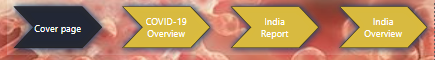 Cover page
COVID-19
Overview
India
Report
India
Overview